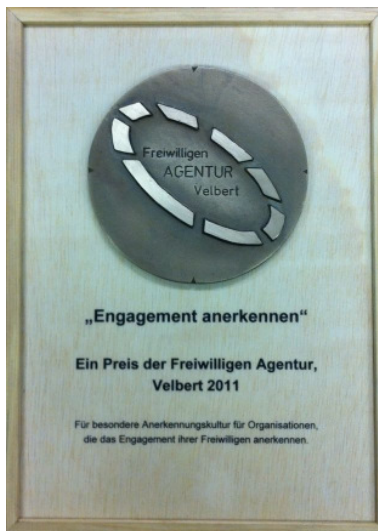 Freiwilligen
AGENTUR
Velbert
„Engagement anerkennen“
Ein Preis der Freiwilligen Agentur,
Velbert 2011
Für besondere Anerkennungskultur für Organisationen,
die das Engagement ihrer Freiwilligen anerkennen.